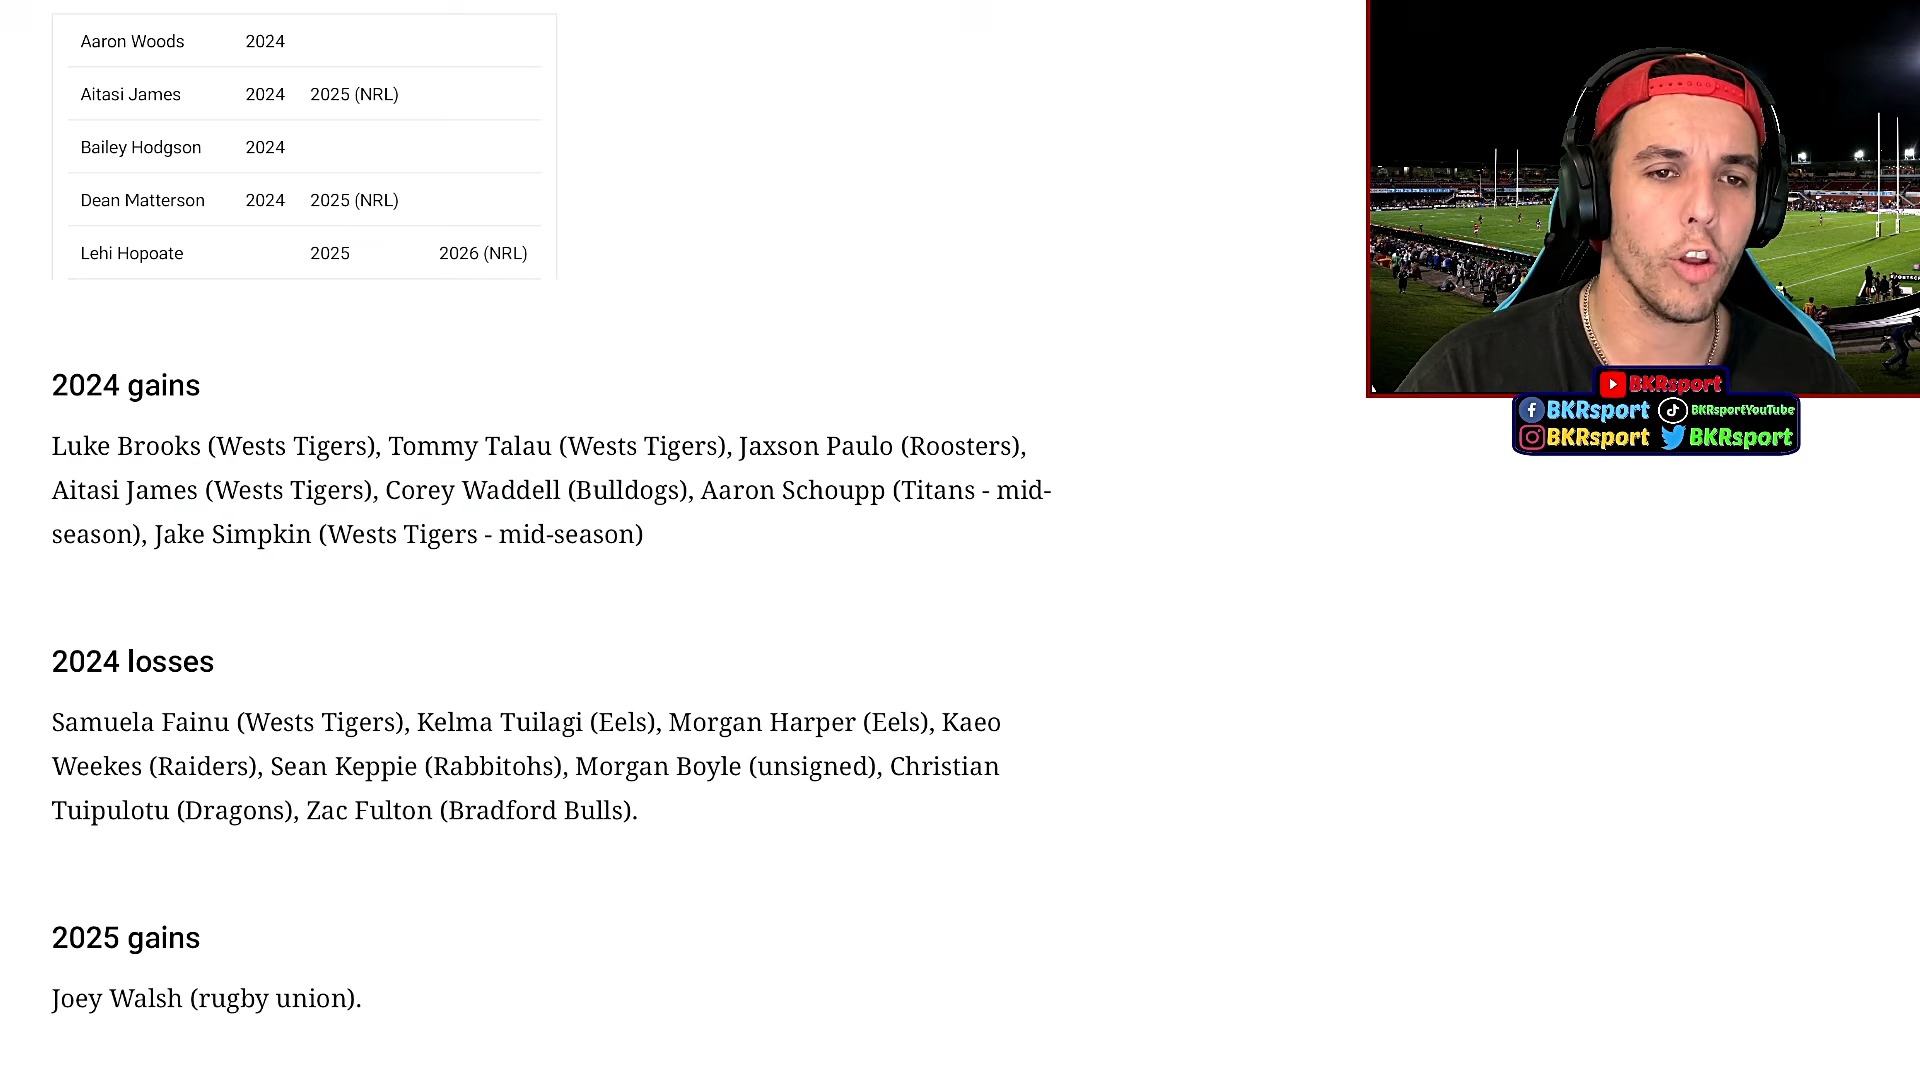 Aaron Woods 2024
Aitasi James 2024 2025 (NRL)
Bailey Hodgson 2024
Dean Matterson 2024 2025 (NRL)
Lehi Hopoate 2025 2026 (NRL)
2024 gains
Luke Brooks (Wests Tigers), Tommy Talau (Wests Tigers), Jaxson Paulo (Roosters),
Aitasi James (Wests Tigers), Corey Waddell (Bulldogs), Aaron Schoupp (Titans - mid-
season), Jake Simpkin (Wests Tigers - mid-season)
2024 losses
Samuela Fainu (Wests Tigers), Kelma Tuilagi (Eels), Morgan Harper (Eels), Kaeo
Weekes (Raiders), Sean Keppie (Rabbitohs), Morgan Boyle (unsigned), Christian
Tuipulotu (Dragons), Zac Fulton (Bradford Bulls).
2025 gains
Joey Walsh (rugby union).
BKRsport
BKRsport BKRsportYouTube
BKRsport BKRsport